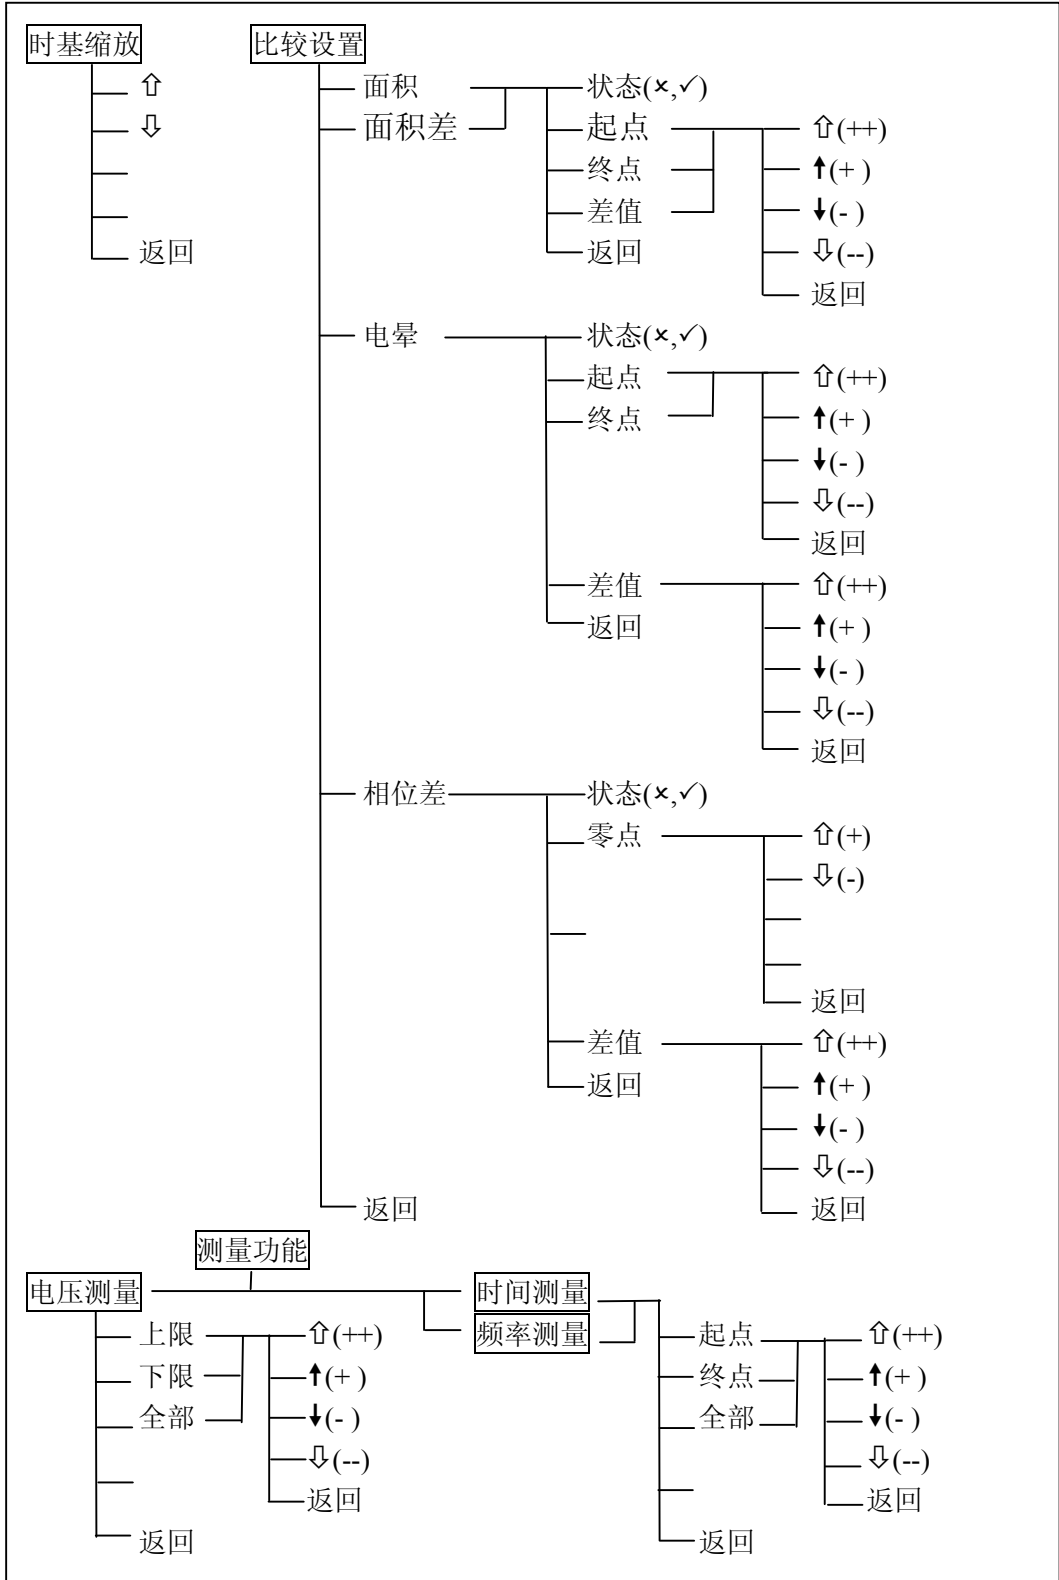 时基缩放 比较设置
⇧ 面积 状态(×,✓)
⇩ 面积差 起点 ⇧(++)
终点 ↑(+ )
差值 ↓(- )
返回 返回 ⇩(--)
返回
电晕 状态(×,✓)
起点 ⇧(++)
终点 ↑(+ )
↓(- )
⇩(--)
返回
差值 ⇧(++)
返回 ↑(+ )
↓(- )
⇩(--)
返回
相位差 状态(×,✓)
零点 ⇧(+)
⇩(-)
返回
差值 ⇧(++)
返回 ↑(+ )
↓(- )
⇩(--)
返回 返回
测量功能
电压测量 时间测量
上限 ⇧(++) 频率测量 起点 ⇧(++)
下限 ↑(+ ) 终点 ↑(+ )
全部 ↓(- ) 全部 ↓(- )
⇩(--) ⇩(--)
返回 返回
返回 返回